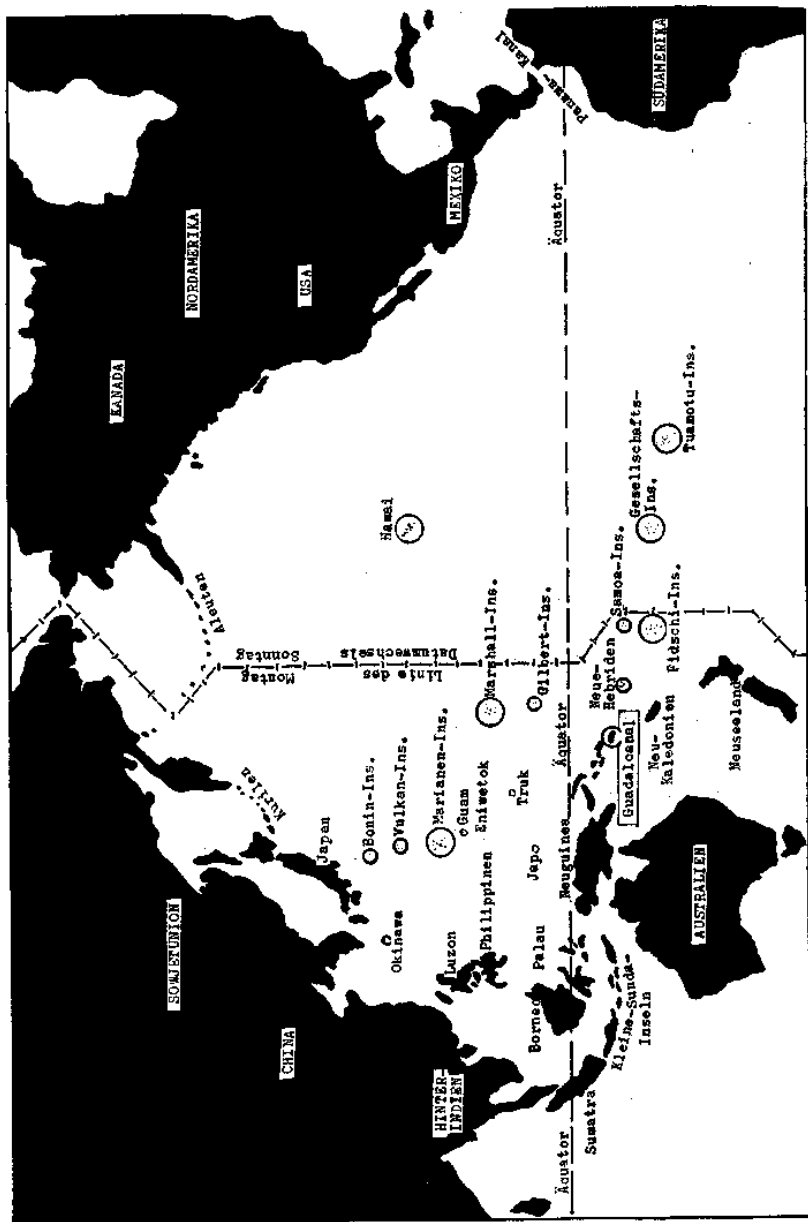 SOWJETUNION
CHINA
HINTER-
INDIEN
KANADA
NORDAMERIKA
USA
MEXIKO
Panama-Kanal
SÜDAMERIKA
Aleuten
Kurilen
Japan
Montag
Sonntag
Linie des
Datumwechsels
Hawai
Bonin-Ins.
Vulkan-Ins.
Okinawa
Marianen-Ins.
Guam
Eniwetok
Marshall-Ins.
Luzon
Philippinen
Truk
Gilbert-Ins.
Palau
Japo
Borneo
Äquator
Äquator
Äquator
Sumatra
Neuguinea
Kleine-Sunda-
Inseln
Guadalcanal
Neue-
Hebriden
Samoa-Ins.
Fidschi-Ins.
Gesellschafts-
Ins.
Tuamotu-Ins.
Neu-
Kaledonien
AUSTRALIEN
Neuseeland